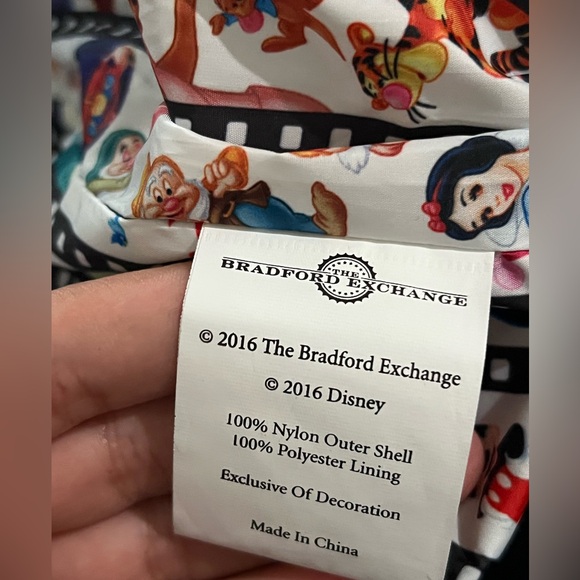 THE
BRADFORD EXCHANGE
© 2016 The Bradford Exchange
© 2016 Disney
100% Nylon Outer Shell
100% Polyester Lining
Exclusive Of Decoration
Made In China